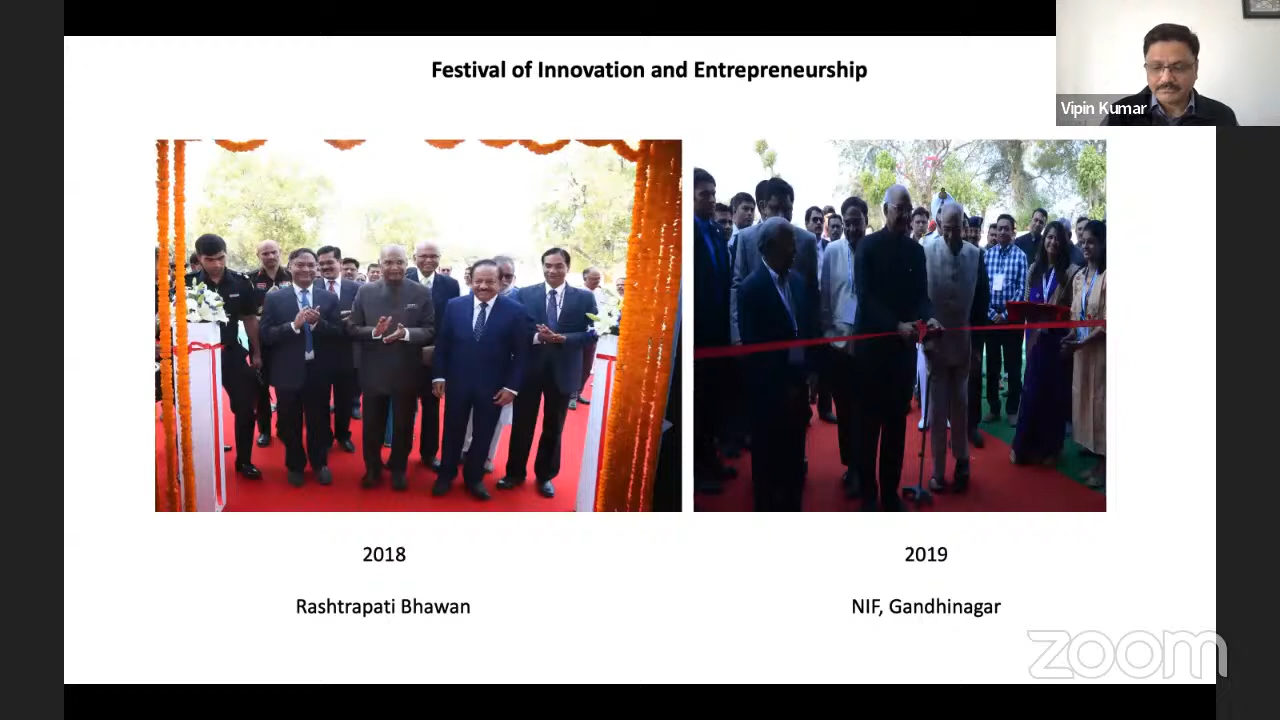 Festival of Innovation and Entrepreneurship
Vipin Kumar
2018
2019
Rashtrapati Bhawan
NIF, Gandhinagar
zoom